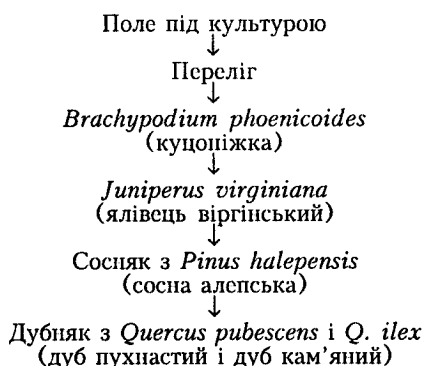 Поле під культурою
↓
Переліг
↓
Brachypodium phoenicoides
(куцоніжка)
↓
Juniperus virginiana
(ялівець віргінський)
↓
Сосняк з Pinus halepensis
(сосна алепська)
↓
Дубняк з Quercus pubescens і Q. ilex
(дуб пухнастий і дуб кам’яний)